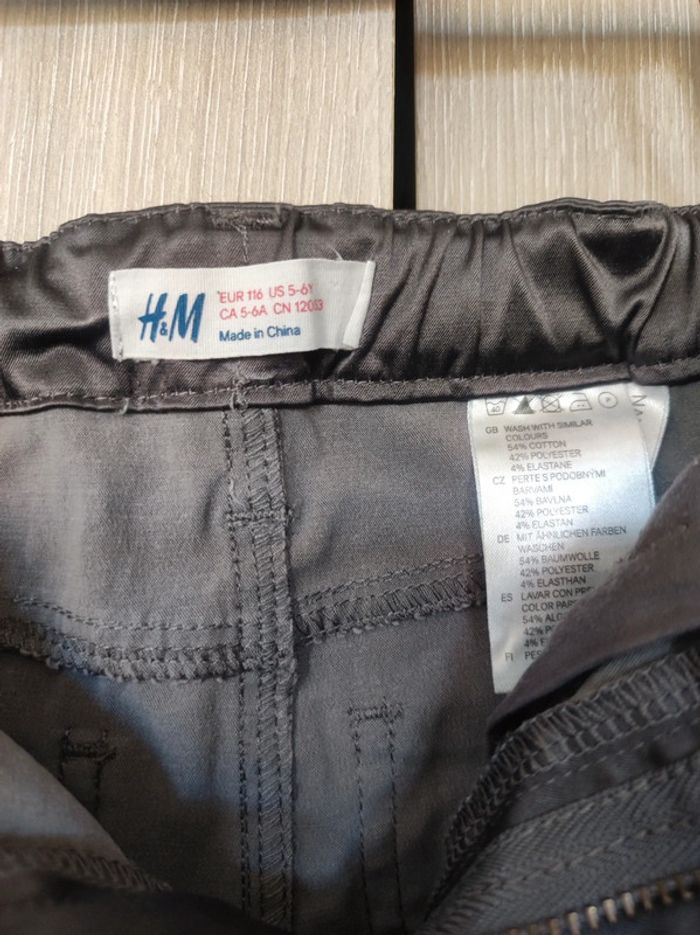 H&M
EUR 116 US 5-6Y
CA 5-6A CN 120/53
Made in China
40
GB WASH WITH SIMILAR
COLOURS
54% COTTON
42% POLYESTER
4% ELASTANE
CZ PERTE S PODOBNÝMI
BARVAMI
54% BAVLNA
42% POLYESTER
4% ELASTAN
DE MIT ÄHNLICHEN FARBEN
WASCHEN
54% BAUMWOLLE
42% POLYESTER
4% ELASTHAN
ES LAVAR CON
COLOR
54%
42%
4%
FI